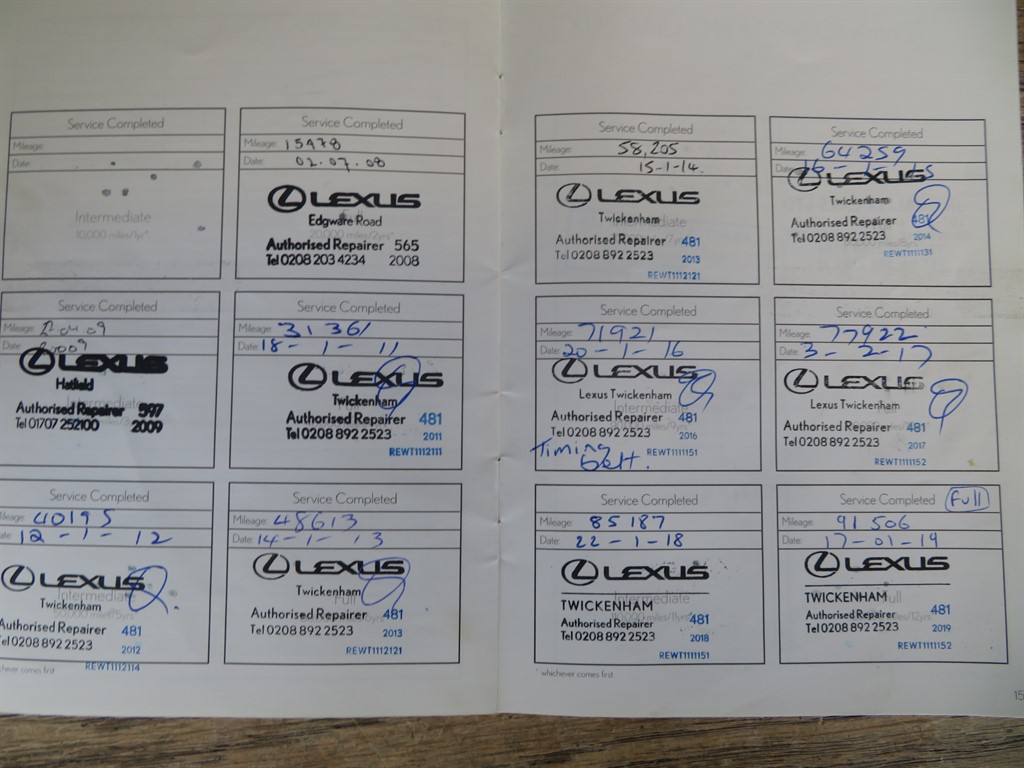 Service Completed
Mileage:
Date:
Intermediate
10,000 miles/1yr*
Service Completed
Mileage: 15978
Date: 02.07.08
LEXUS
Edgware Road
20,000 miles/2yrs*
Authorised Repairer 565
Tel 0208 203 4234 2008
Service Completed
Mileage:
Date:
LEXUS
Hatfield
Intermediate
Authorised Repairer 597
Tel 01707 252100 2009
Service Completed
Mileage: 31361
Date: 18-1-11
LEXUS
Twickenham
Full
Authorised Repairer 481
Tel 0208 892 2523 2011
REWT1112111
Service Completed
Mileage: 40195
Date: 12-1-12
LEXUS
Intermediate
Twickenham
Authorised Repairer 481
Tel 0208 892 2523 2012
REWT1112114
Service Completed
Mileage: 48613
Date: 14-1-13
LEXUS
Twickenham
Full
Authorised Repairer 481
Tel 0208 892 2523 2013
REWT1112121
whichever comes first
Service Completed
Mileage: 58,205
Date: 15-1-14.
LEXUS
Twickenham
Intermediate
Authorised Repairer 481
Tel 0208 892 2523 2013
REWT1112121
Service Completed
Mileage: 64259
Date:
LEXUS
Twickenham
Authorised Repairer 481
Tel 0208 892 2523 2014
REWT1111131
Service Completed
Mileage: 71921
Date: 20-1-16
LEXUS
Lexus Twickenham
Intermediate
Authorised Repairer 481
Tel 0208 892 2523 2016
REWT1111151
Timing
Belt.
Service Completed
Mileage: 77922
Date: 3-2-17
LEXUS
Lexus Twickenham
Full
Authorised Repairer 481
Tel 0208 892 2523 2017
REWT1111152
Service Completed
Mileage: 85187
Date: 22-1-18
LEXUS
TWICKENHAM
Intermediate
Authorised Repairer 481
Tel 0208 892 2523 2018
REWT1111151
Service Completed Full
Mileage: 91506
Date: 17-01-19
LEXUS
TWICKENHAM
Full
Authorised Repairer 481
Tel 0208 892 2523 2019
REWT1111152
*whichever comes first